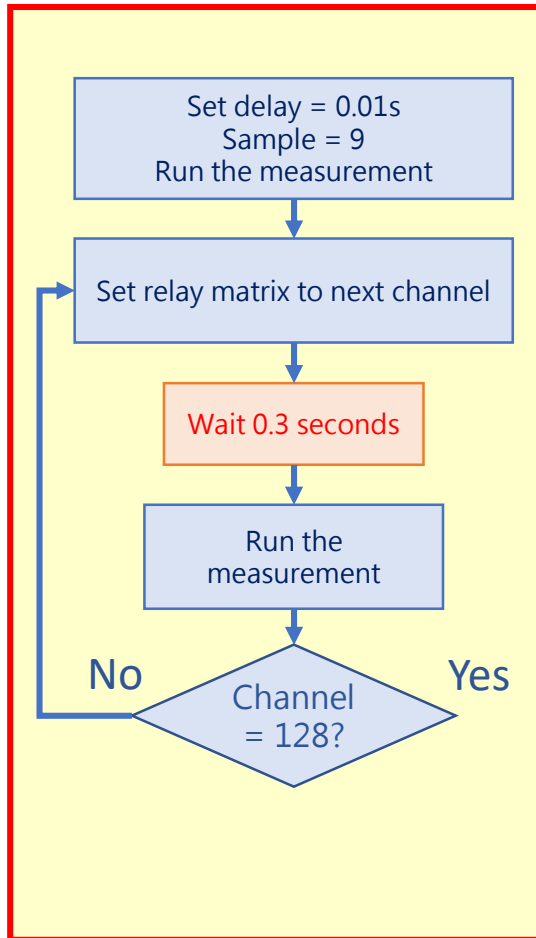 Set delay = 0.01s
Sample = 9
Run the measurement
Set relay matrix to next channel
Wait 0.3 seconds
Run the
measurement
No
Yes
Channel
= 128?